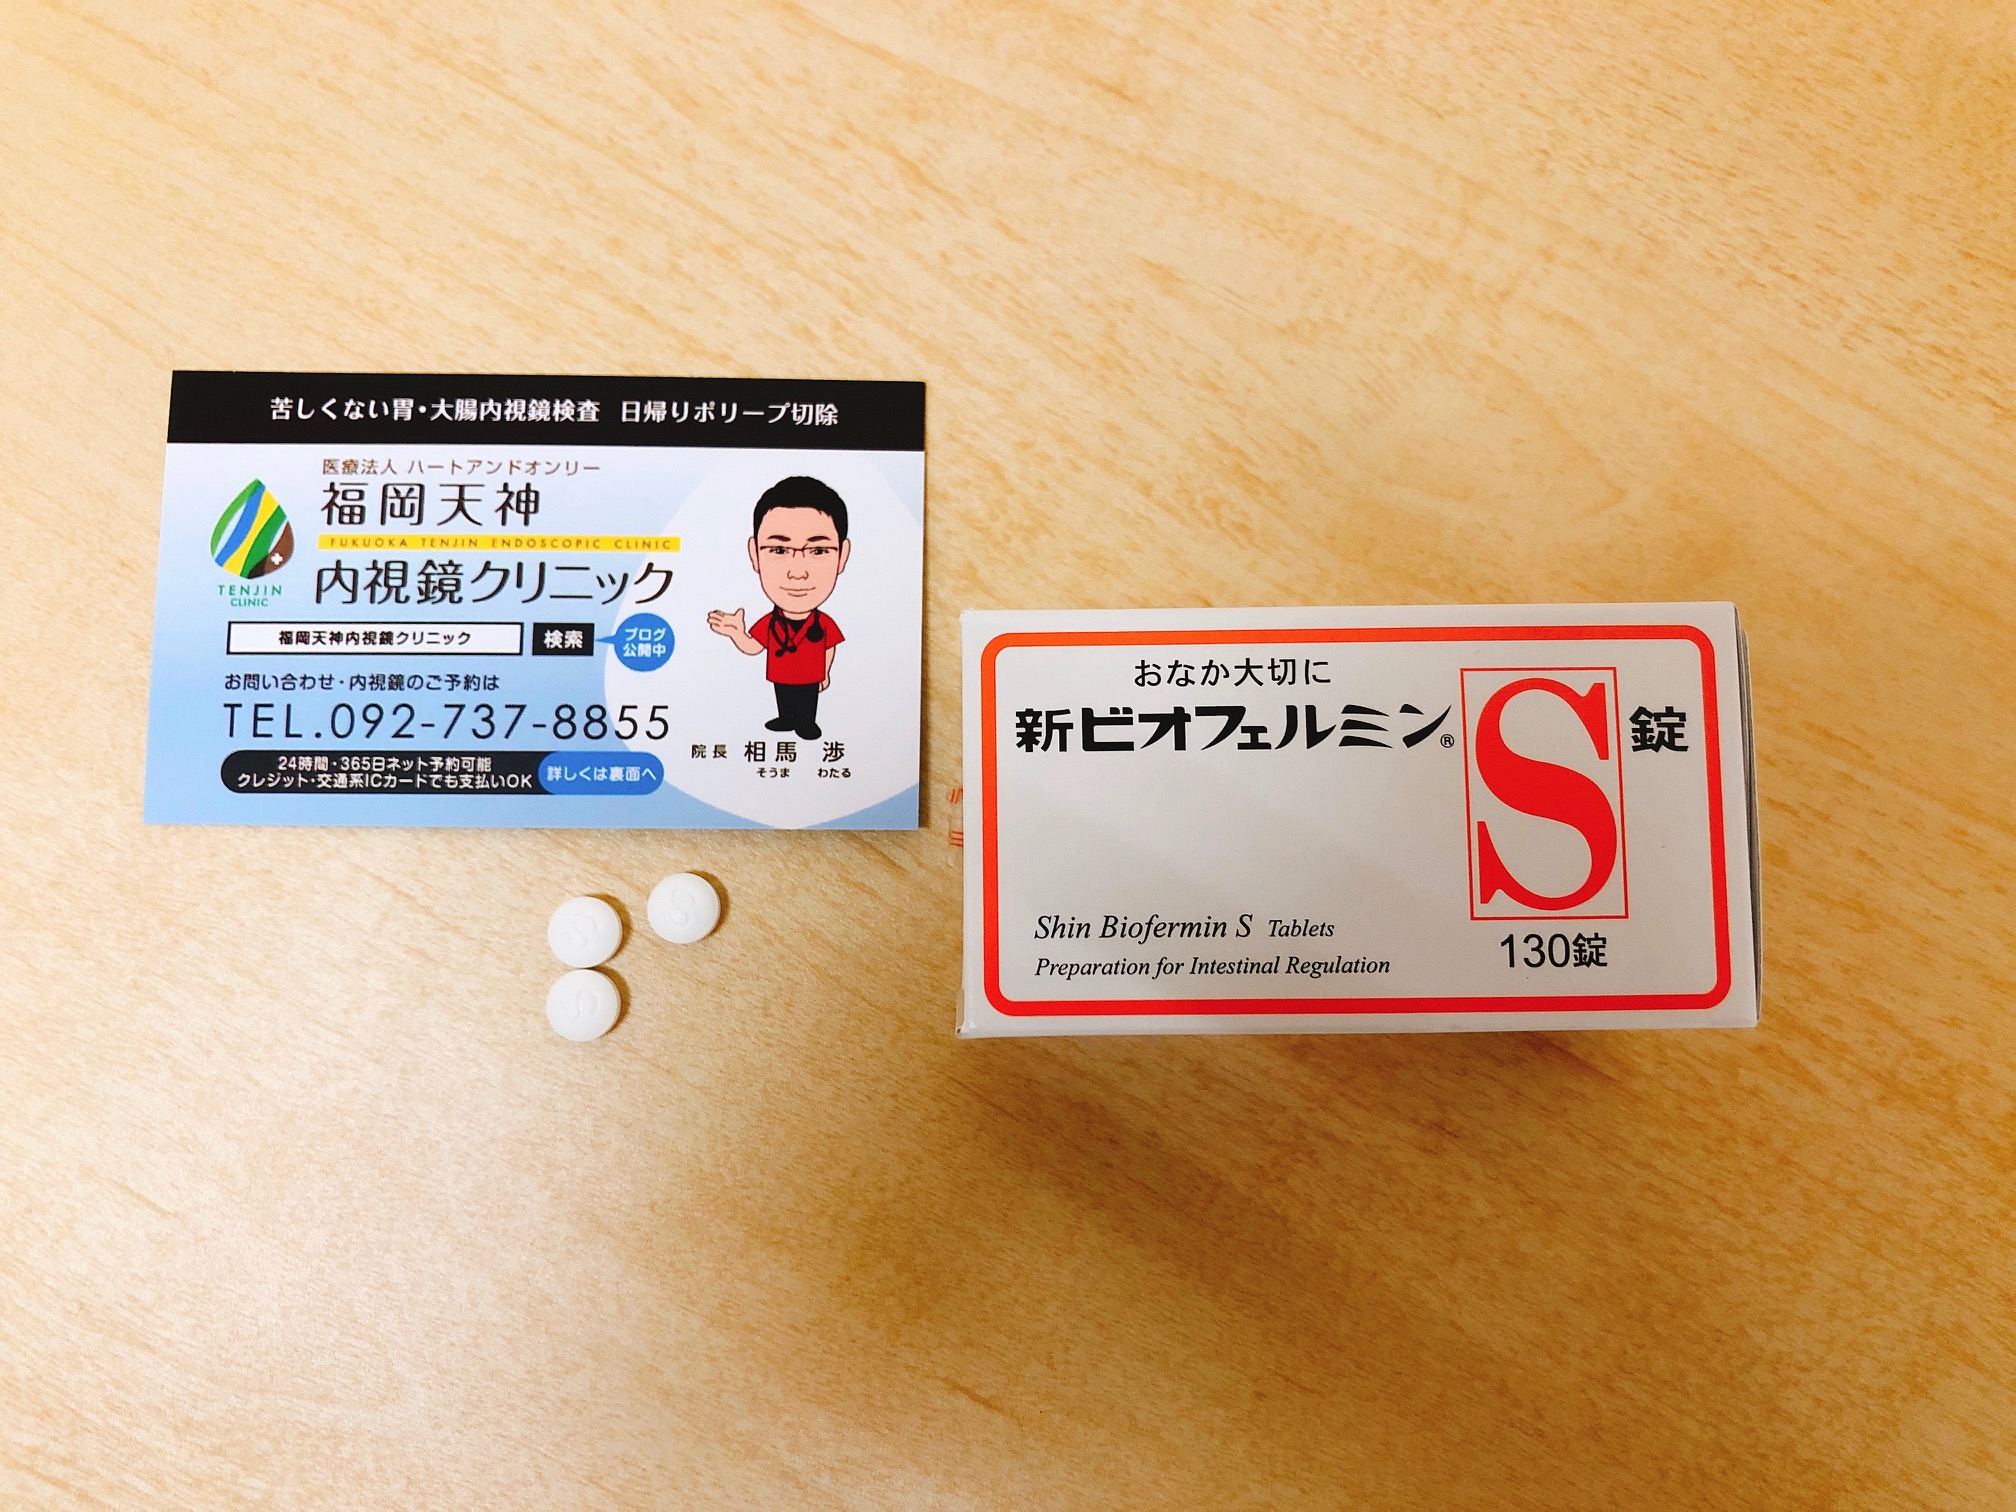 苦しくない胃・大腸内視鏡検査 日帰りポリープ切除
医療法人 ハートアンドオンリー
福岡天神
FUKUOKA TENJIN ENDOSCOPIC CLINIC
内視鏡クリニック
TENJIN
CLINIC
福岡天神内視鏡クリニック 検索
ブログ
公開中
お問い合わせ・内視鏡のご予約は
TEL.092-737-8855
24時間・365日ネット予約可能
クレジット・交通系ICカードでも支払いOK
詳しくは裏面へ
院長 相馬 渉
そうま わたる
S
S
S
おなか大切に
新ビオフェルミン® S 錠
130錠
Shin Biofermin S Tablets
Preparation for Intestinal Regulation